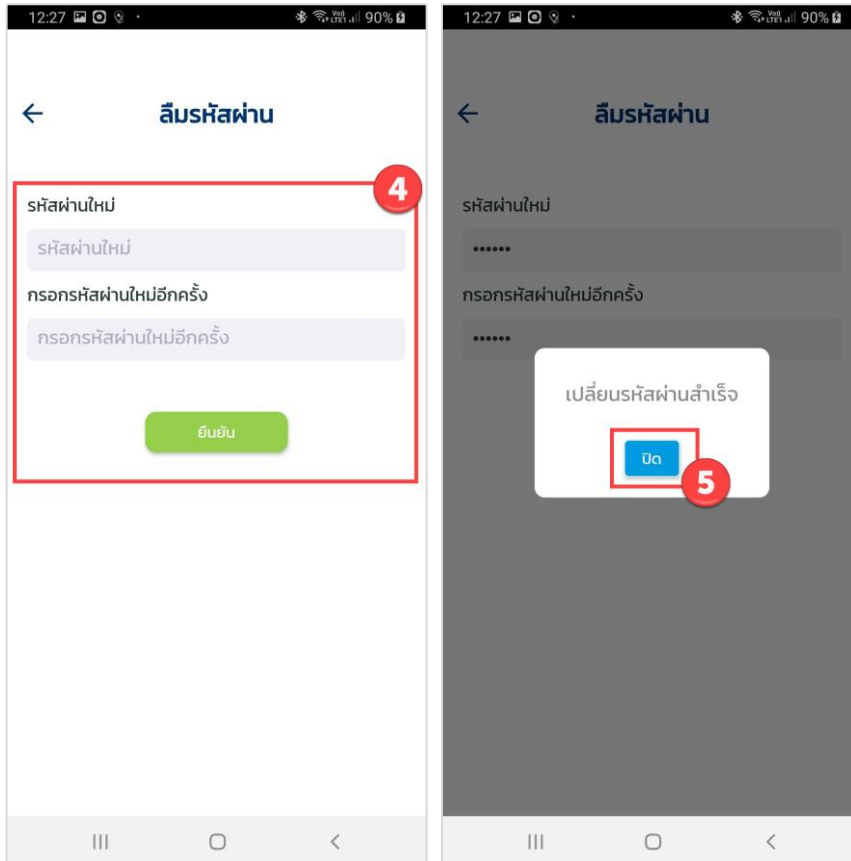 12:27
90%
ลืมรหัสผ่าน
4
รหัสผ่านใหม่
รหัสผ่านใหม่
กรอกรหัสผ่านใหม่อีกครั้ง
กรอกรหัสผ่านใหม่อีกครั้ง
ยืนยัน
12:27
90%
ลืมรหัสผ่าน
รหัสผ่านใหม่
••••••
กรอกรหัสผ่านใหม่อีกครั้ง
••••••
เปลี่ยนรหัสผ่านสำเร็จ
ปิด
5